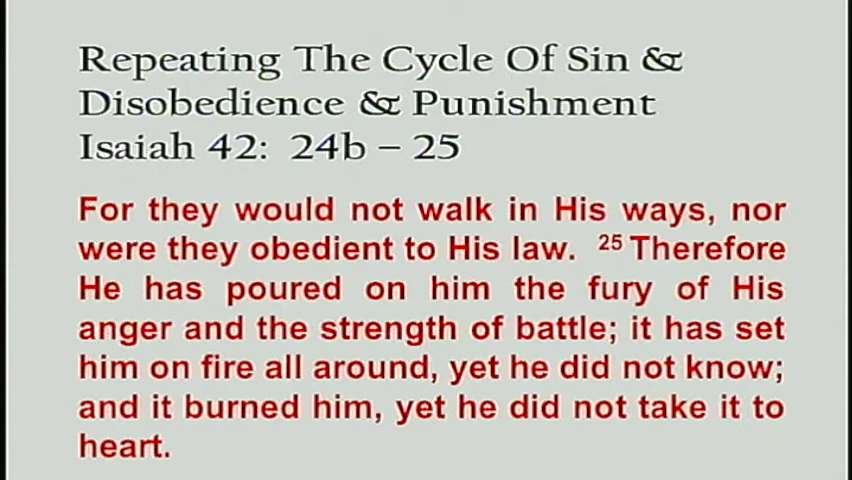 Repeating The Cycle Of Sin &
Disobedience & Punishment
Isaiah 42:  24b – 25
For they would not walk in His ways, nor
were they obedient to His law.  25 Therefore
He has poured on him the fury of His
anger and the strength of battle; it has set
him on fire all around, yet he did not know;
and it burned him, yet he did not take it to
heart.